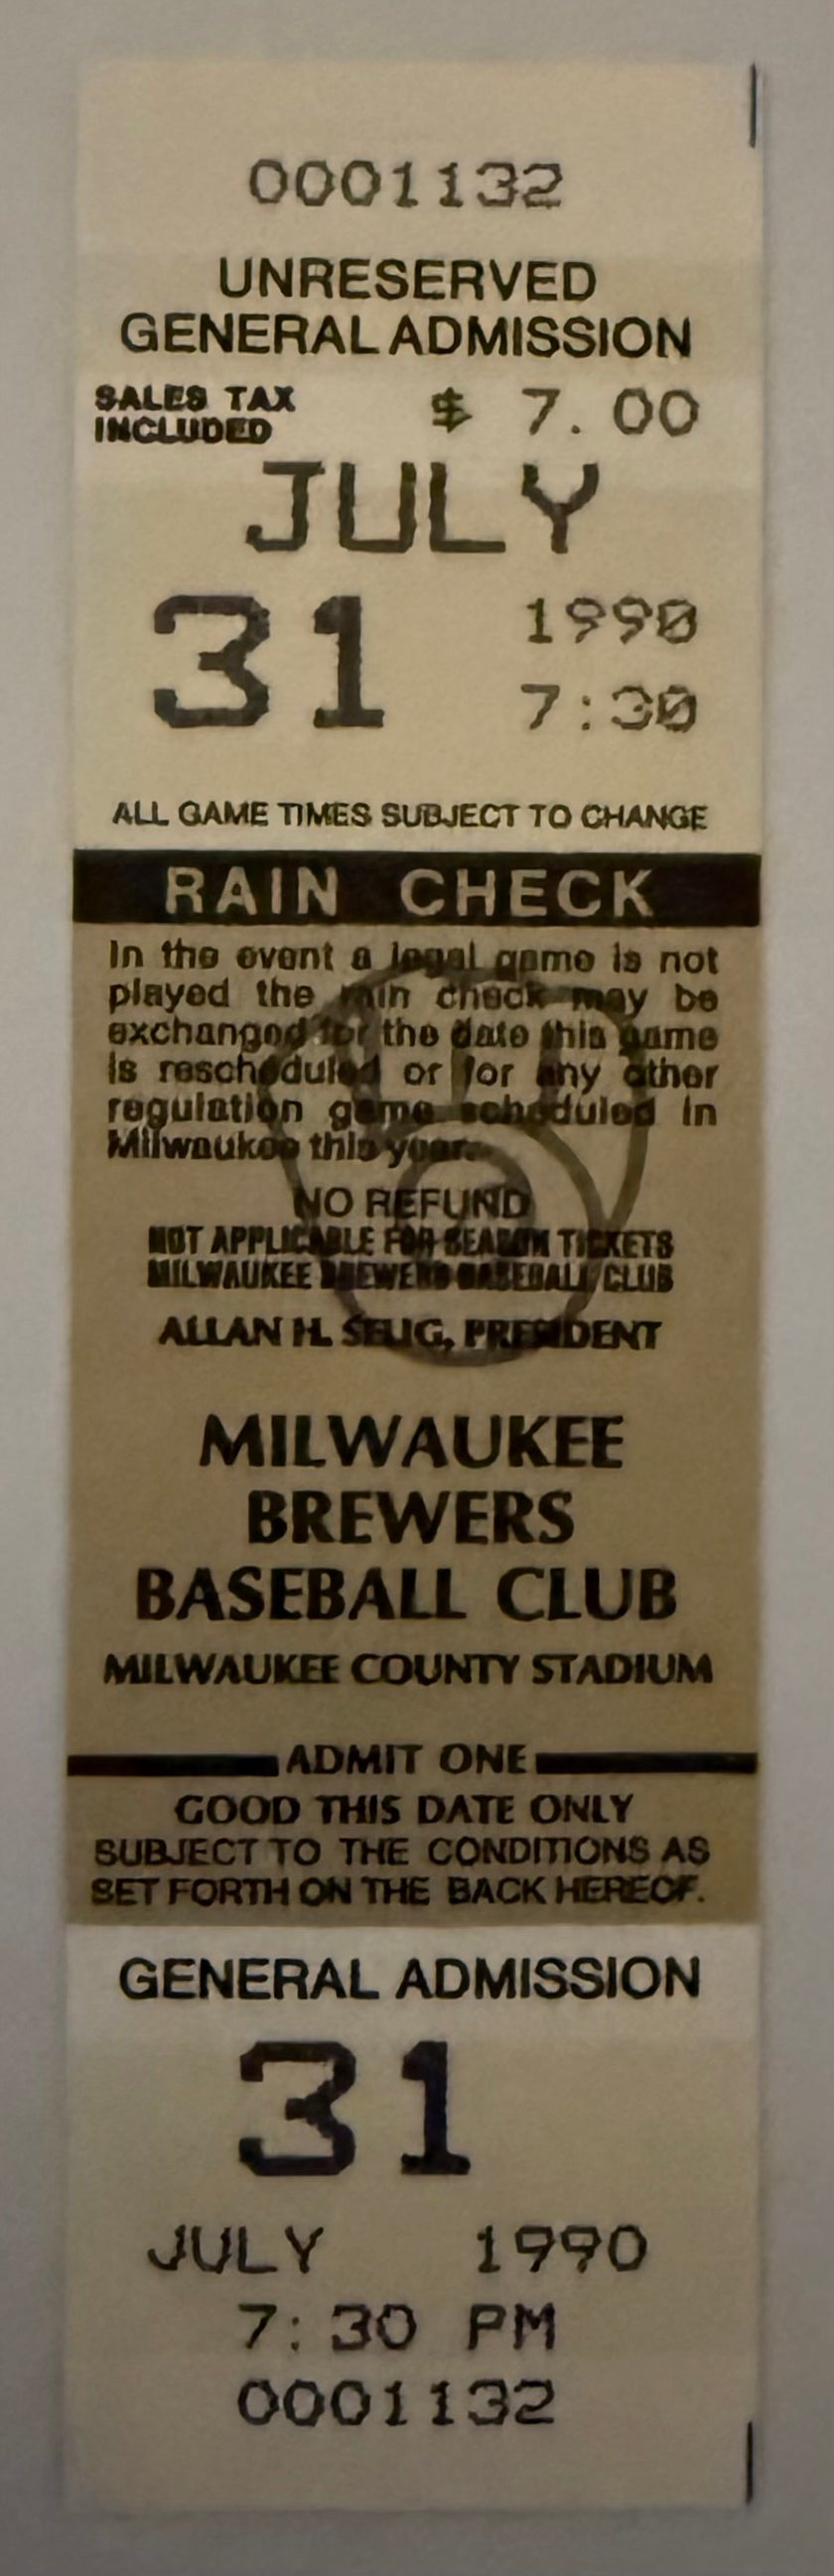 0001132
UNRESERVED
GENERAL ADMISSION
SALES TAX $ 7.00
INCLUDED
JULY
31 1990
7:30
ALL GAME TIMES SUBJECT TO CHANGE
RAIN CHECK
In the event a legal game is not
played the rain check may be
exchanged for the date this game
is rescheduled or for any other
regulation game scheduled in
Milwaukee this year.
NO REFUND
NOT APPLICABLE FOR SEASON TICKETS
MILWAUKEE BREWERS BASEBALL CLUB
ALLAN H. SELIG, PRESIDENT
MILWAUKEE
BREWERS
BASEBALL CLUB
MILWAUKEE COUNTY STADIUM
ADMIT ONE
GOOD THIS DATE ONLY
SUBJECT TO THE CONDITIONS AS
SET FORTH ON THE BACK HEREOF.
GENERAL ADMISSION
31
JULY 1990
7:30 PM
0001132